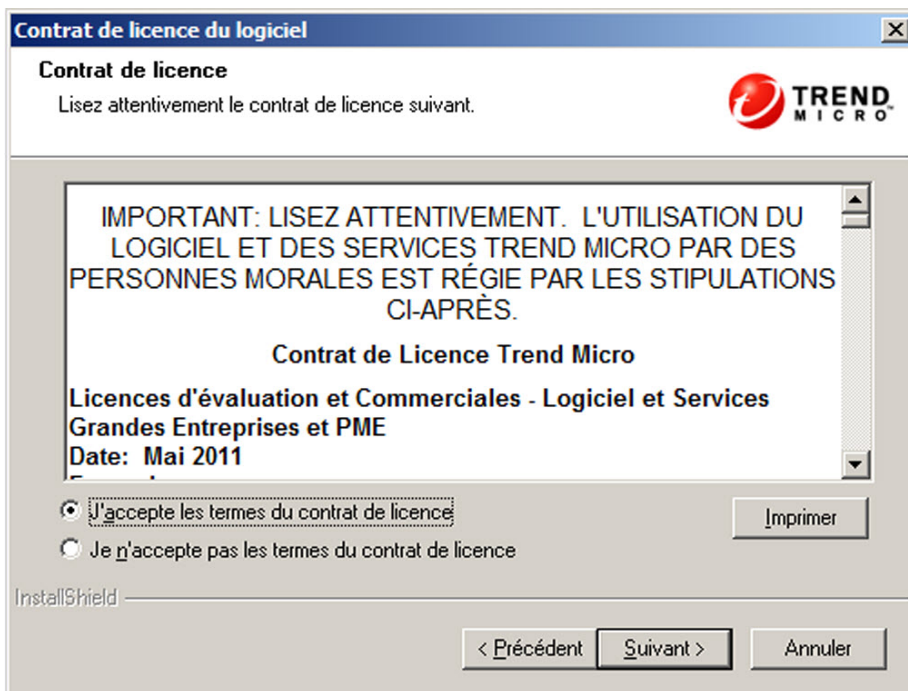 Contrat de licence du logiciel
Contrat de licence
Lisez attentivement le contrat de licence suivant.
TREND
MICRO
IMPORTANT: LISEZ ATTENTIVEMENT. L'UTILISATION DU
LOGICIEL ET DES SERVICES TREND MICRO PAR DES
PERSONNES MORALES EST RÉGIE PAR LES STIPULATIONS
CI-APRÈS.
Contrat de Licence Trend Micro
Licences d'évaluation et Commerciales - Logiciel et Services
Grandes Entreprises et PME
Date: Mai 2011
J'accepte les termes du contrat de licence
Imprimer
Je n'accepte pas les termes du contrat de licence
InstallShield
< Précédent
Suivant >
Annuler